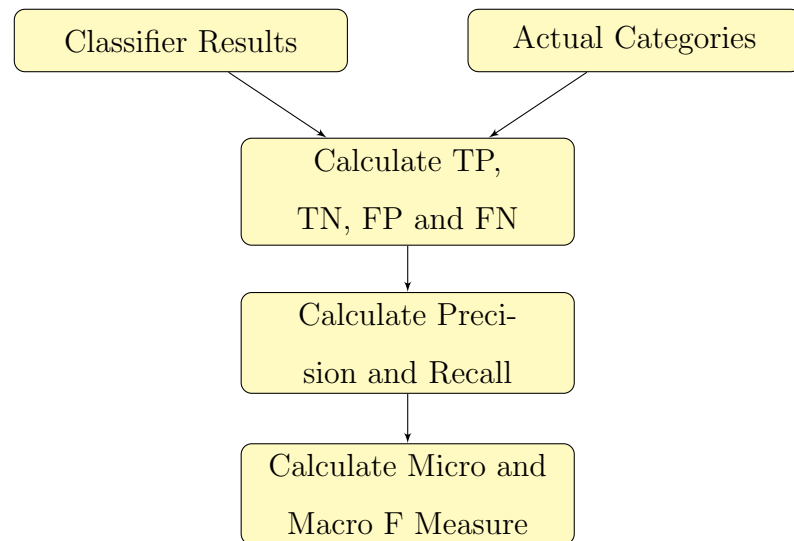 Classifier Results
Actual Categories
Calculate TP,
TN, FP and FN
Calculate Preci-
sion and Recall
Calculate Micro and
Macro F Measure